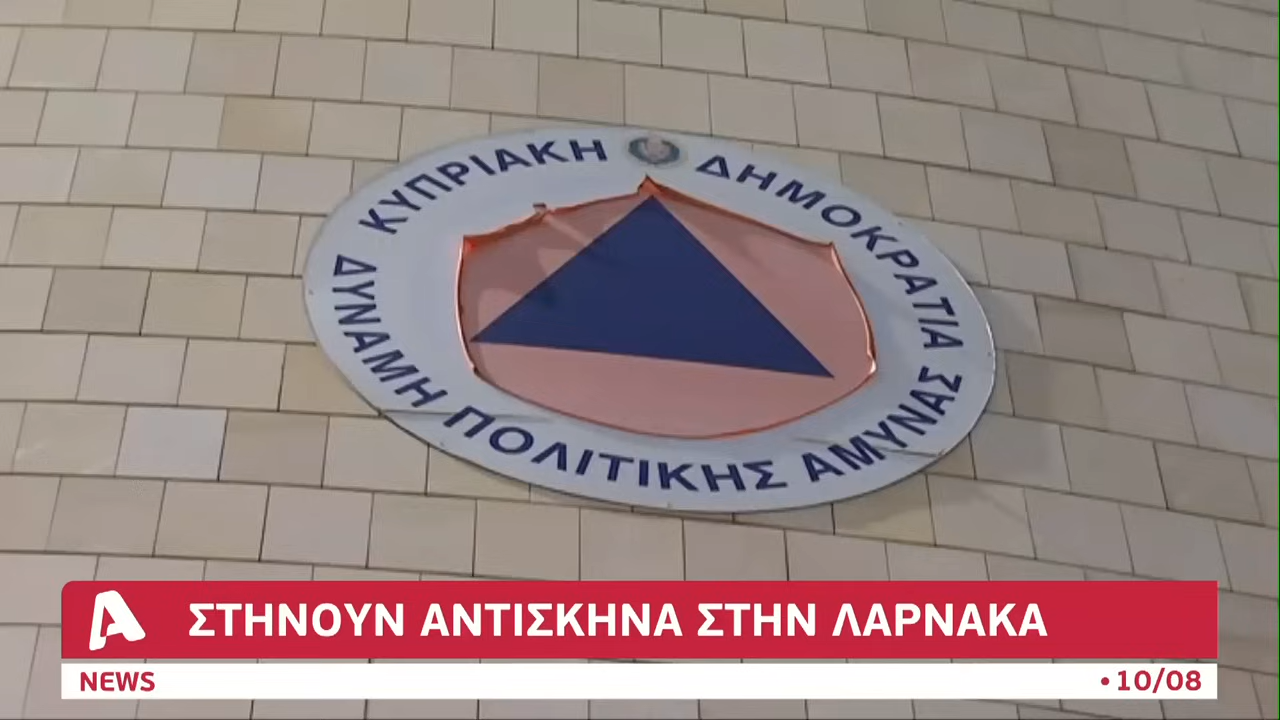 ΚΥΠΡΙΑΚΗ ΔΗΜΟΚΡΑΤΙΑ
ΔΥΝΑΜΗ ΠΟΛΙΤΙΚΗΣ ΑΜΥΝΑΣ
ΣΤΗΝΟΥΝ ΑΝΤΙΣΚΗΝΑ ΣΤΗΝ ΛΑΡΝΑΚΑ
NEWS
•10/08